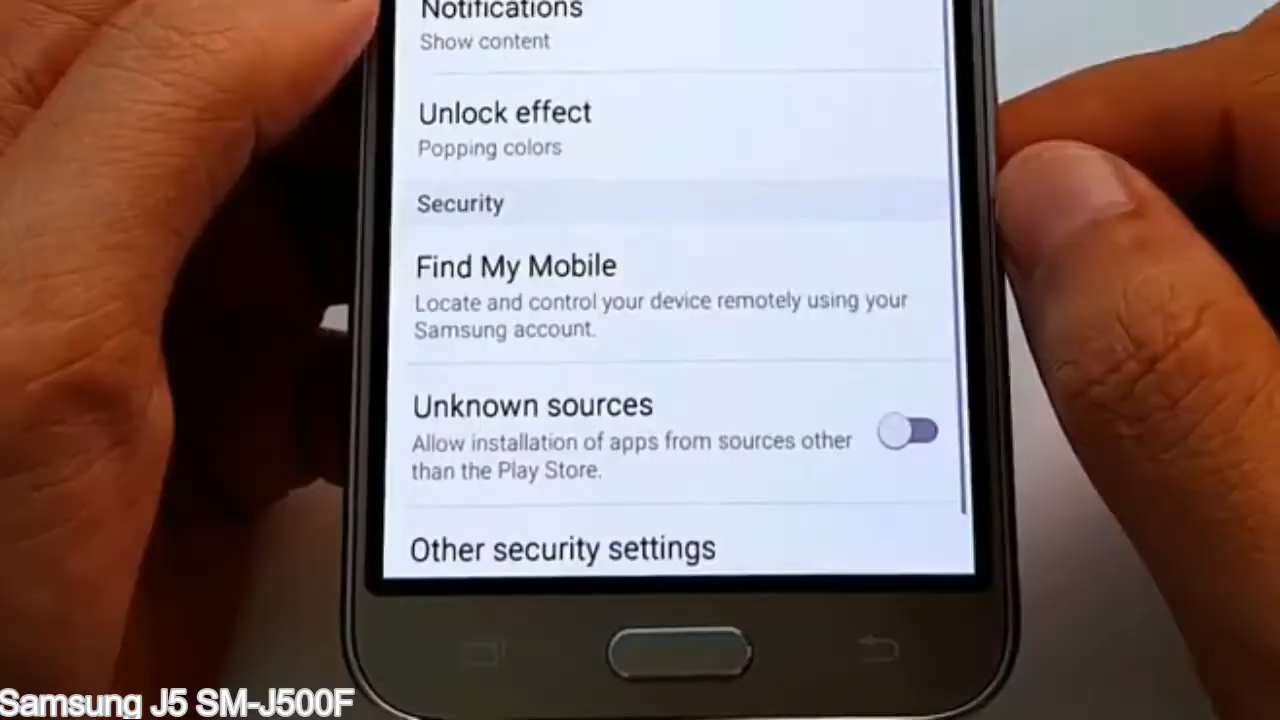 Notifications
Show content
Unlock effect
Popping colors
Security
Find My Mobile
Locate and control your device remotely using your
Samsung account.
Unknown sources
Allow installation of apps from sources other
than the Play Store.
Other security settings
Samsung J5 SM-J500F